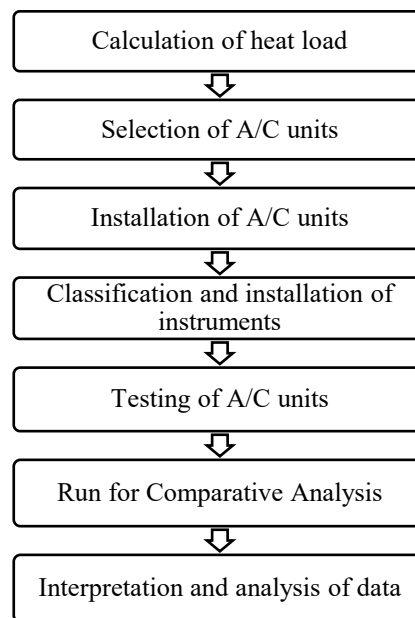 Calculation of heat load
Selection of A/C units
Installation of A/C units
Classification and installation of
instruments
Testing of A/C units
Run for Comparative Analysis
Interpretation and analysis of data